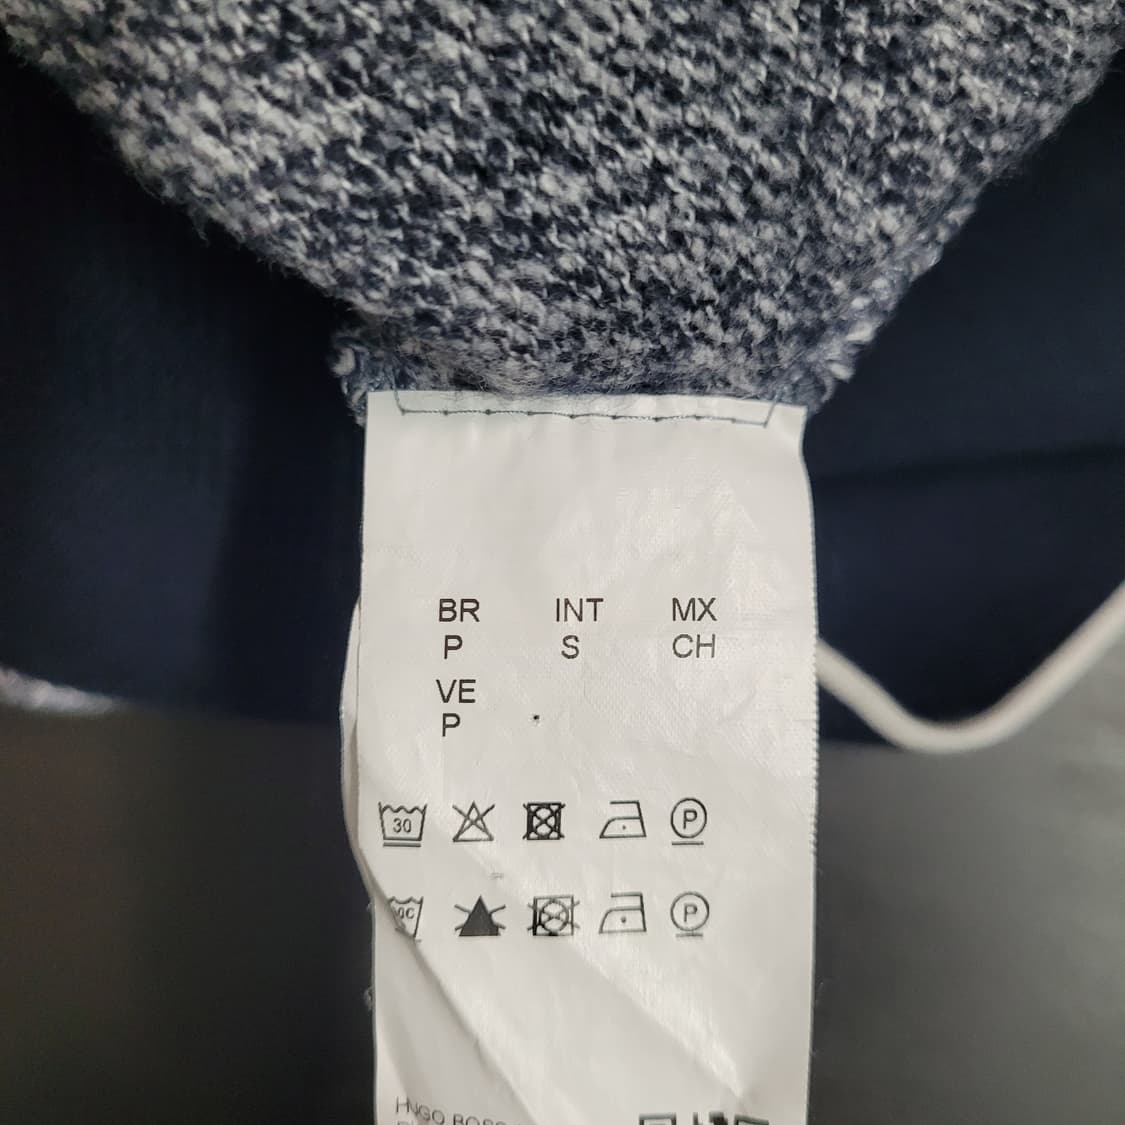 BR INT MX
P S CH
VE
P
30 P
P
HUGO BOSS